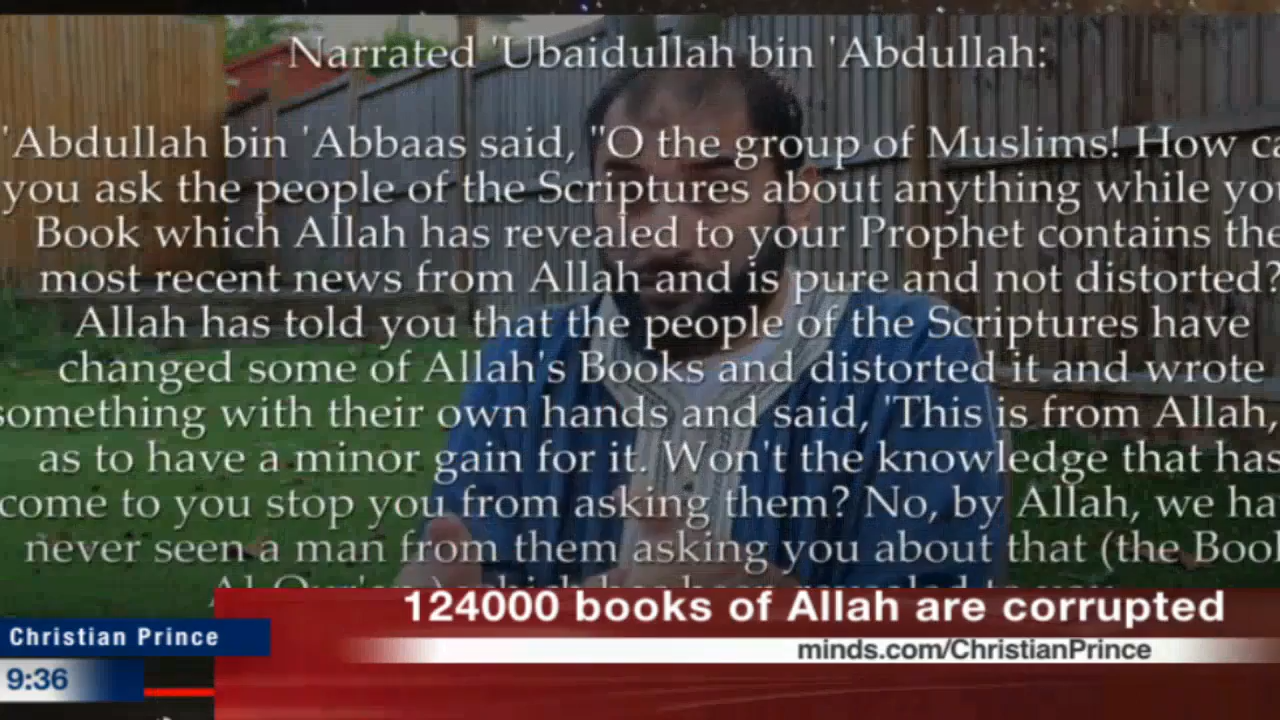 Narrated 'Ubaidullah bin 'Abdullah:
'Abdullah bin 'Abbaas said, "O the group of Muslims! How ca
you ask the people of the Scriptures about anything while yo
Book which Allah has revealed to your Prophet contains the
most recent news from Allah and is pure and not distorted?
Allah has told you that the people of the Scriptures have
changed some of Allah's Books and distorted it and wrote
something with their own hands and said, 'This is from Allah,
as to have a minor gain for it. Won't the knowledge that has
come to you stop you from asking them? No, by Allah, we ha
never seen a man from them asking you about that (the Boo
124000 books of Allah are corrupted
Christian Prince
minds.com/ChristianPrince
9:36